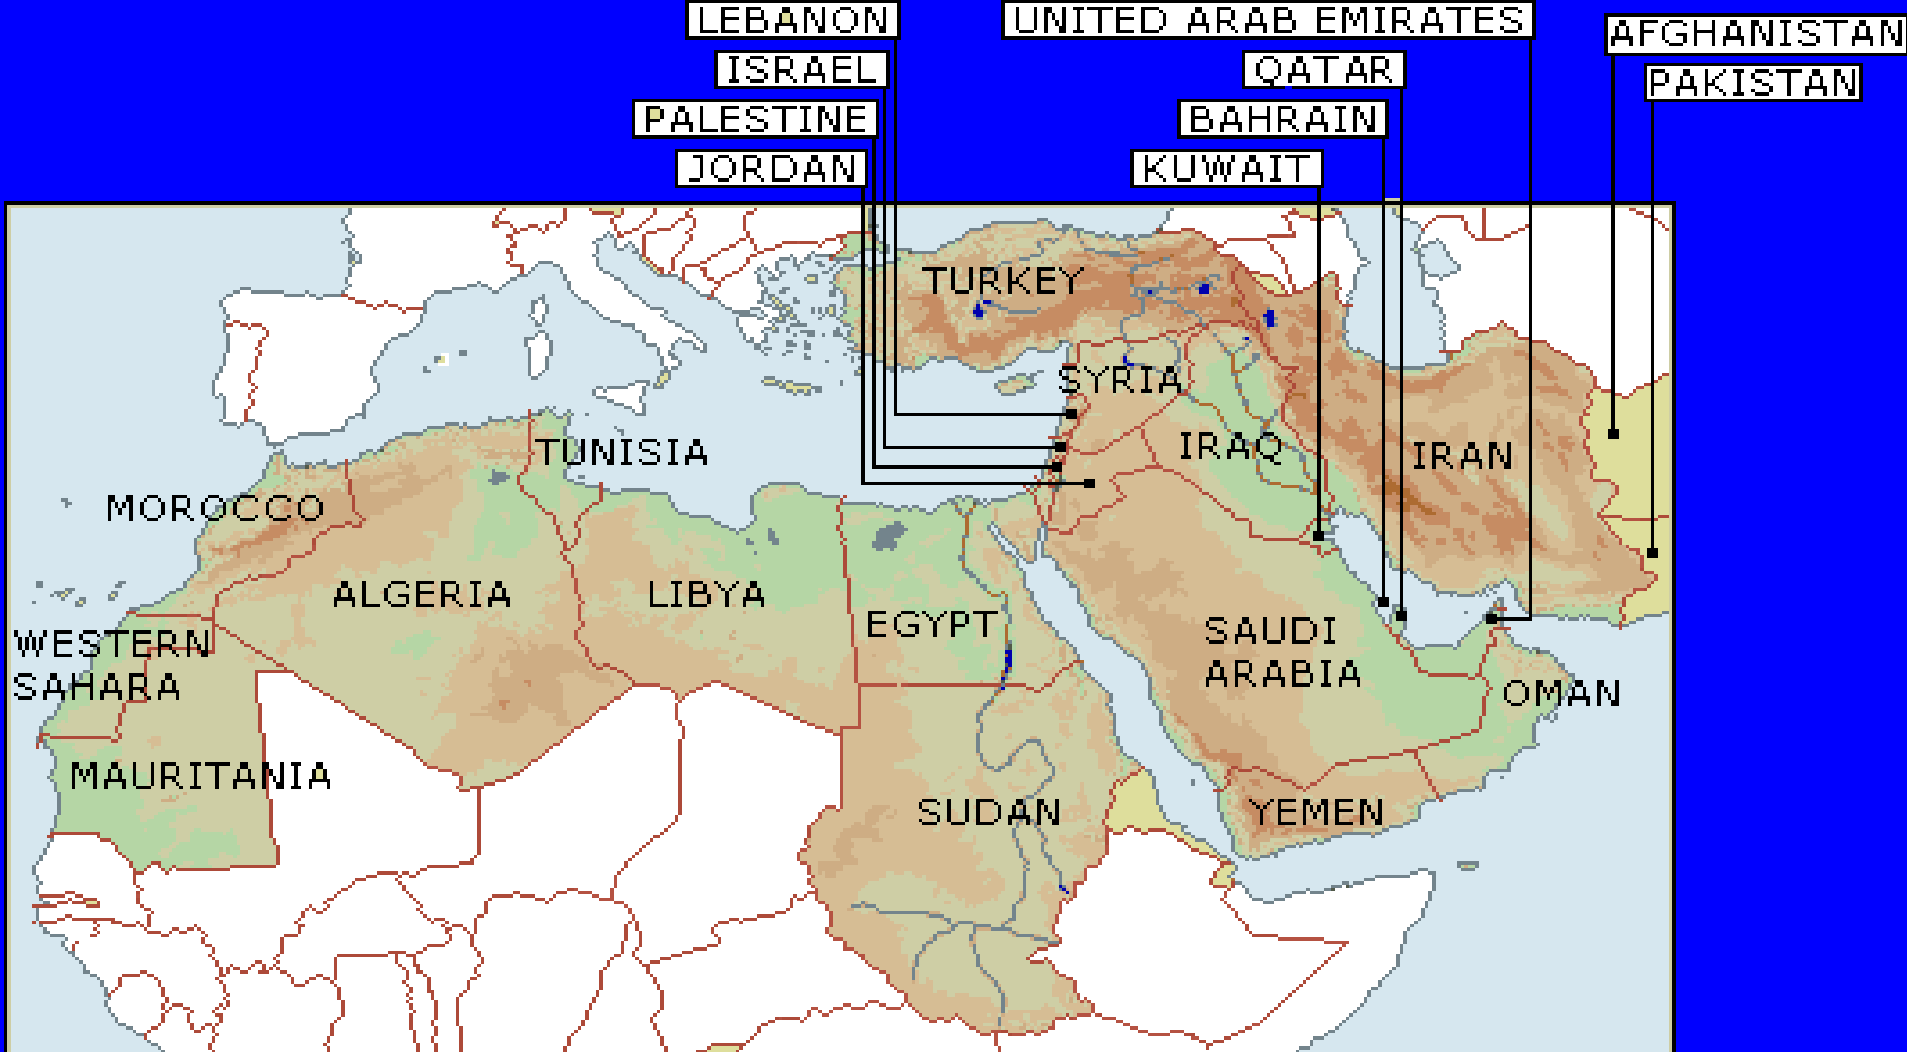 LEBANON
UNITED ARAB EMIRATES
AFGHANISTAN
ISRAEL
QATAR
PAKISTAN
PALESTINE
BAHRAIN
JORDAN
KUWAIT
TURKEY
SYRIA
TUNISIA
IRAQ
IRAN
MOROCCO
ALGERIA
LIBYA
EGYPT
SAUDI
ARABIA
WESTERN
SAHARA
OMAN
MAURITANIA
SUDAN
YEMEN